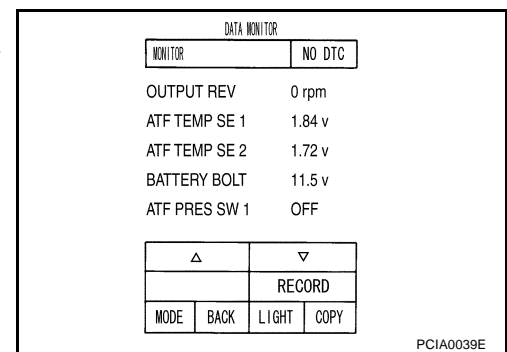 DATA MONITOR
MONITOR NO DTC
OUTPUT REV 0 rpm
ATF TEMP SE 1 1.84 v
ATF TEMP SE 2 1.72 v
BATTERY BOLT 11.5 v
ATF PRES SW 1 OFF
△ ▽
RECORD
MODE BACK LIGHT COPY
PCIA0039E